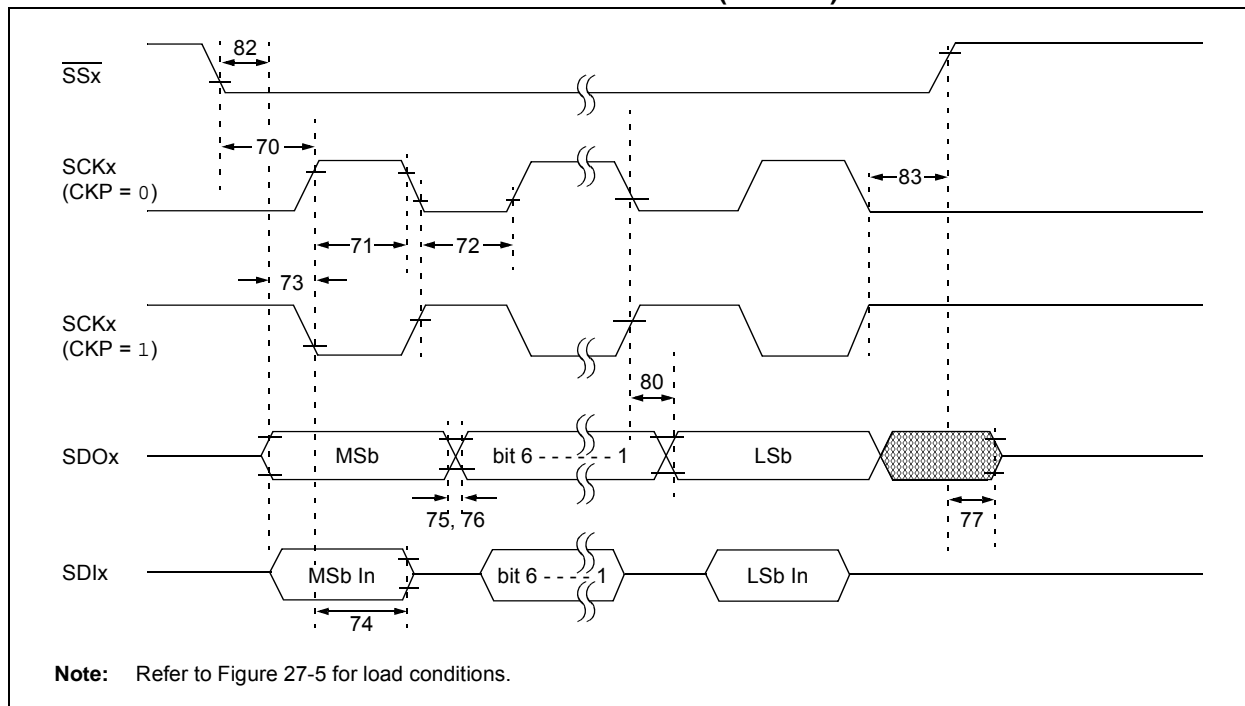 82
SSx
70
SCKx
(CKP = 0)
83
71
72
73
SCKx
(CKP = 1)
80
SDOx
MSb
bit 6 - - - - - - 1
LSb
75, 76
77
SDIx
MSb In
bit 6 - - - - 1
LSb In
74
Note: Refer to Figure 27-5 for load conditions.